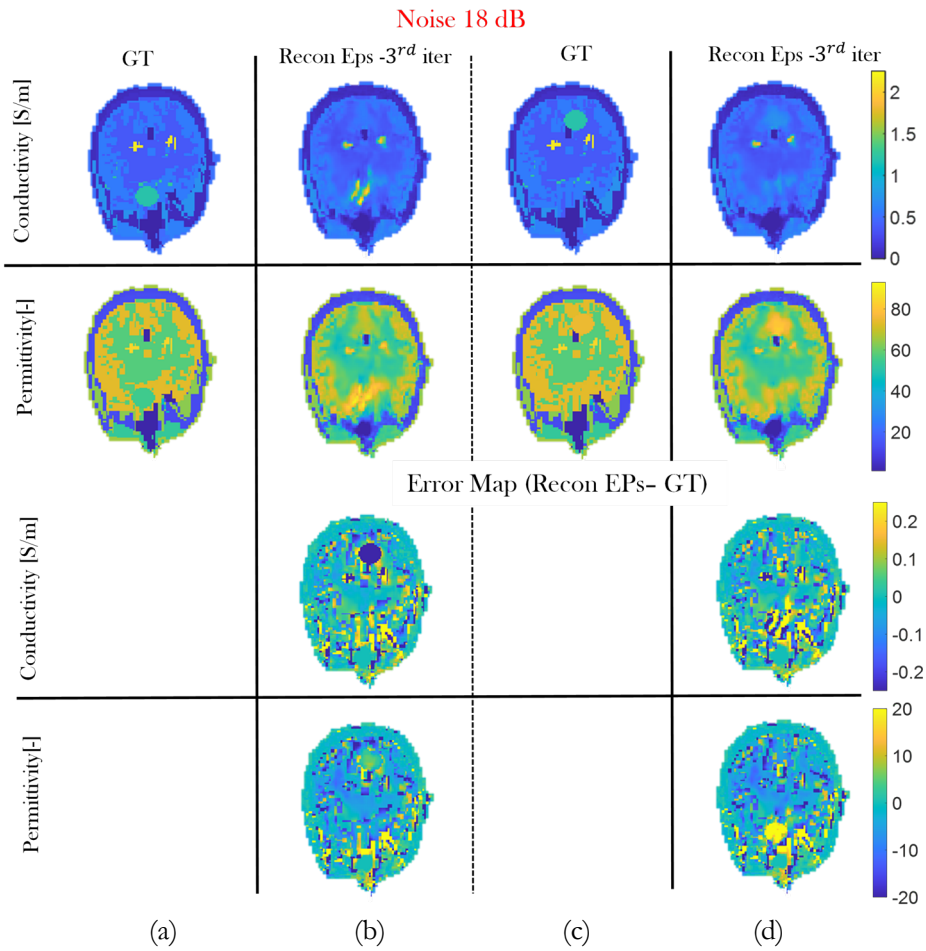 Noise 18 dB
GT
Recon Eps -3rd iter
GT
Recon Eps -3rd iter
Conductivity [S/m]
2
1.5
1
0.5
0
Permittivity[-]
80
60
40
20
Error Map (Recon EPs– GT)
Conductivity [S/m]
0.2
0.1
0
-0.1
-0.2
Permittivity[-]
20
10
0
-10
-20
(a)
(b)
(c)
(d)